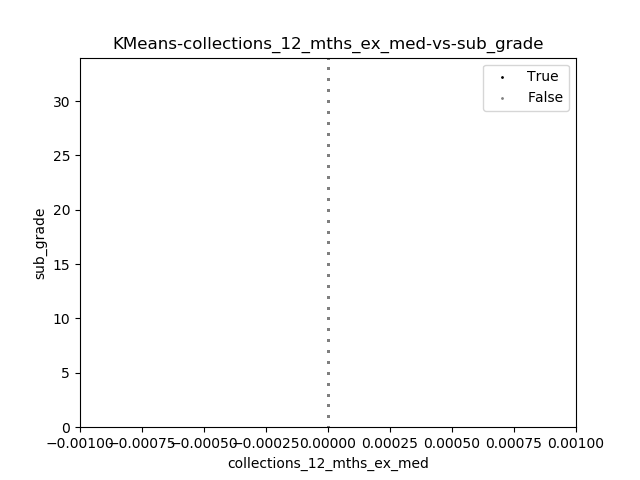 KMeans-collections_12_mths_ex_med-vs-sub_grade
True
False
30
25
20
15
10
5
0
sub_grade
−0.00100 −0.00075 −0.00050 −0.00025 0.00000 0.00025 0.00050 0.00075 0.00100
collections_12_mths_ex_med